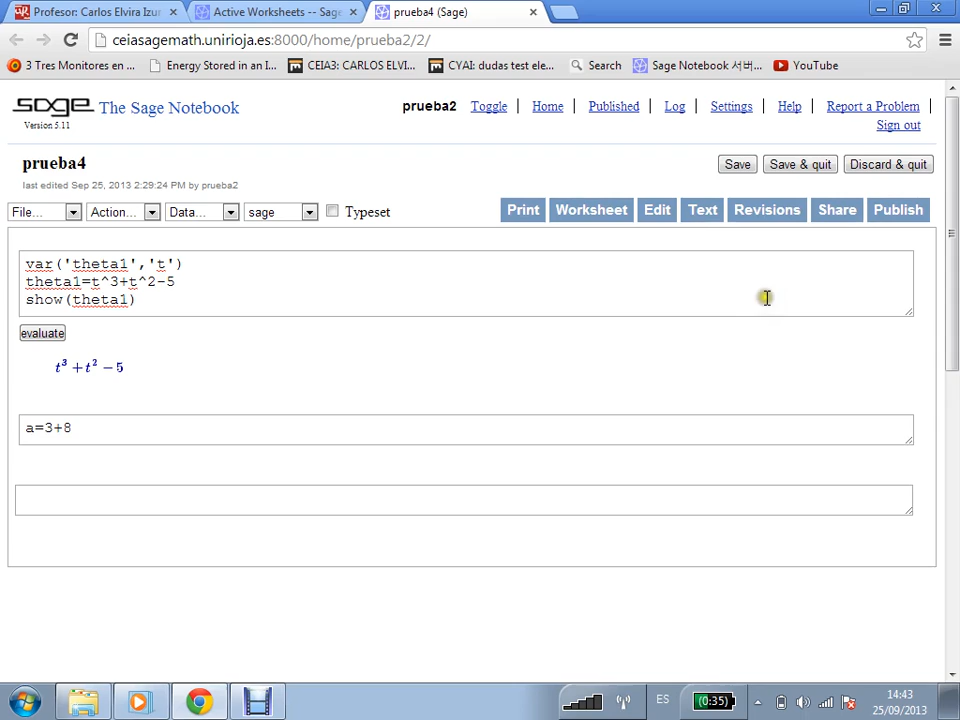 Profesor: Carlos Elvira Izur
Active Worksheets -- Sage
prueba4 (Sage)
ceiasagemath.unirioja.es:8000/home/prueba2/2/
3 Tres Monitores en ...
Energy Stored in an I...
CEIA3: CARLOS ELVI...
CYAI: dudas test ele...
Search
Sage Notebook 서버...
YouTube
sage The Sage Notebook
Version 5.11
prueba2 Toggle | Home | Published | Log | Settings | Help | Report a Problem |
Sign out
prueba4
last edited Sep 25, 2013 2:29:24 PM by prueba2
Save Save & quit Discard & quit
File... Action... Data... sage Typeset
Print Worksheet Edit Text Revisions Share Publish
var('theta1','t')
theta1=t^3+t^2-5
show(theta1)
evaluate
t³ + t² − 5
a=3+8
ES
(0:35)
14:43
25/09/2013